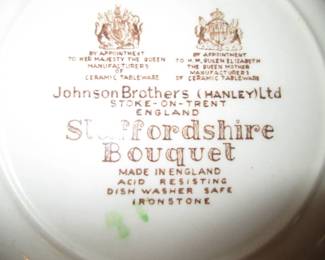 BY APPOINTMENT
TO HER MAJESTY THE QUEEN
MANUFACTURERS
OF
CERAMIC TABLEWARE
BY APPOINTMENT
TO H.M. QUEEN ELIZABETH
THE QUEEN MOTHER
MANUFACTURERS
OF CERAMIC TABLEWARE
Johnson Brothers (HANLEY) Ltd
STOKE-ON-TRENT
ENGLAND
Staffordshire
Bouquet
MADE IN ENGLAND
ACID RESISTING
DISH WASHER SAFE
IRONSTONE